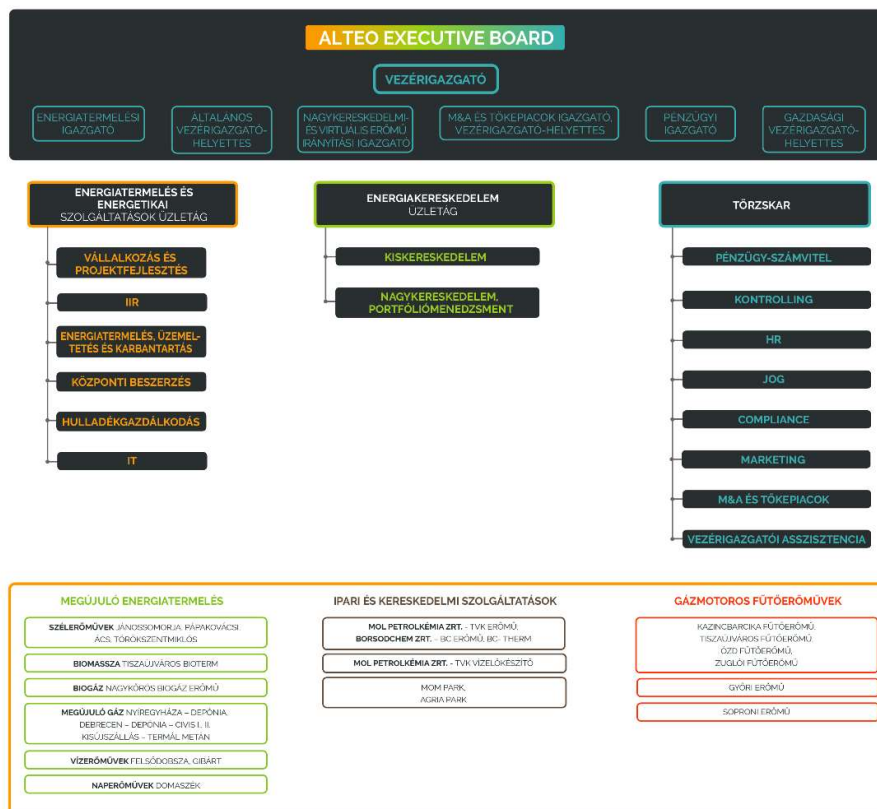 ALTEO EXECUTIVE BOARD
VEZÉRIGAZGATÓ
ENERGIATERMELÉSI
IGAZGATÓ
ÁLTALÁNOS
VEZÉRIGAZGATÓ-
HELYETTES
NAGYKERESKEDELMI-
ÉS VIRTUALIS ERŐMŰ
IRÁNYÍTÁSI IGAZGATÓ
M&A ÉS TŐKEPIACOK IGAZGATÓ,
VEZÉRIGAZGATÓ-HELYETTES
PÉNZÜGYI
IGAZGATÓ
GAZDASÁGI
VEZÉRIGAZGATÓ-
HELYETTES
ENERGIATERMELÉS ÉS
ENERGETIKAI
SZOLGÁLTATÁSOK ÜZLETÁG
VÁLLALKOZÁS ÉS
PROJEKTFEJLESZTÉS
IIR
ENERGIATERMELÉS, ÜZEMEL-
TETÉS ÉS KARBANTARTÁS
KÖZPONTI BESZERZÉS
HULLADÉKGAZDÁLKODÁS
IT
ENERGIAKERESKEDELEM
ÜZLETÁG
KISKERESKEDELEM
NAGYKERESKEDELEM,
PORTFÓLIÓMENEDZSMENT
TÖRZSKAR
PÉNZÜGY-SZÁMVITEL
KONTROLLING
HR
JOG
COMPLIANCE
MARKETING
M&A ÉS TŐKEPIACOK
VEZÉRIGAZGATÓI ASSZISZTENCIA
MEGÚJULÓ ENERGIATERMELÉS
SZÉLERŐMŰVEK JÁNOSSOMORJA, PÁPAKOVÁCSI,
ÁCS, TÖRÖKSZENTMIKLÓS
BIOMASSZA TISZAÚJVÁROS BIOTERM
BIOGÁZ NAGYKŐRÖS BIOGÁZ ERŐMŰ
MEGÚJULÓ GÁZ NYÍREGYHÁZA – DEPÓNIA,
DEBRECEN – DEPÓNIA – CIVIS I., II.
KISÚJSZÁLLÁS – TERMÁL METÁN
VÍZERŐMŰVEK FELSŐDOBSZA, GIBÁRT
NAPERŐMŰVEK DOMASZÉK
IPARI ÉS KERESKEDELMI SZOLGÁLTATÁSOK
MOL PETROLKÉMIA ZRT. - TVK ERŐMŰ,
BORSODCHEM ZRT. – BC ERŐMŰ, BC- THERM
MOL PETROLKÉMIA ZRT. - TVK VÍZELŐKÉSZÍTŐ
MOM PARK,
AGRIA PARK
GÁZMOTOROS FŰTŐERŐMŰVEK
KAZINCBARCIKA FŰTŐERŐMŰ,
TISZAÚJVÁROS FŰTŐERŐMŰ,
ÓZD FŰTŐERŐMŰ,
ZUGLÓI FŰTŐERŐMŰ
GYŐRI ERŐMŰ
SOPRONI ERŐMŰ